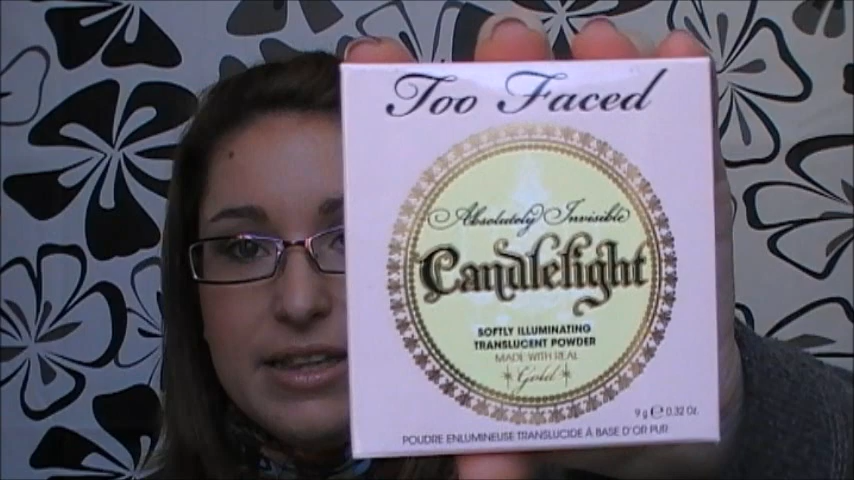 Too Faced
Absolutely Invisible
Candlelight
SOFTLY ILLUMINATING
TRANSLUCENT POWDER
MADE WITH REAL
Gold
9 g e 0.32 Oz.
POUDRE ENLUMINEUSE TRANSLUCIDE À BASE D'OR PUR